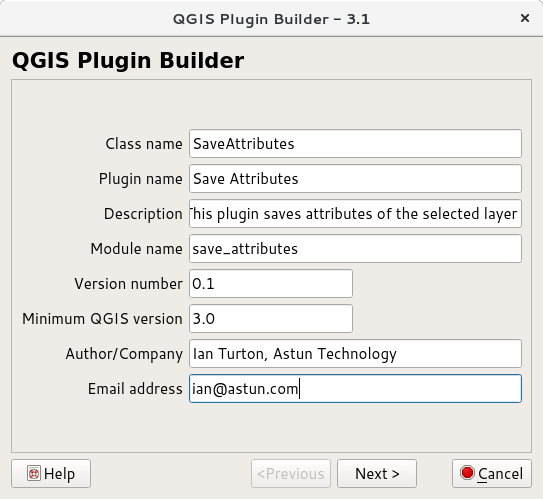 QGIS Plugin Builder - 3.1
QGIS Plugin Builder
Class name SaveAttributes
Plugin name Save Attributes
Description This plugin saves attributes of the selected layer
Module name save_attributes
Version number 0.1
Minimum QGIS version 3.0
Author/Company Ian Turton, Astun Technology
Email address ian@astun.com
Help <Previous Next > Cancel